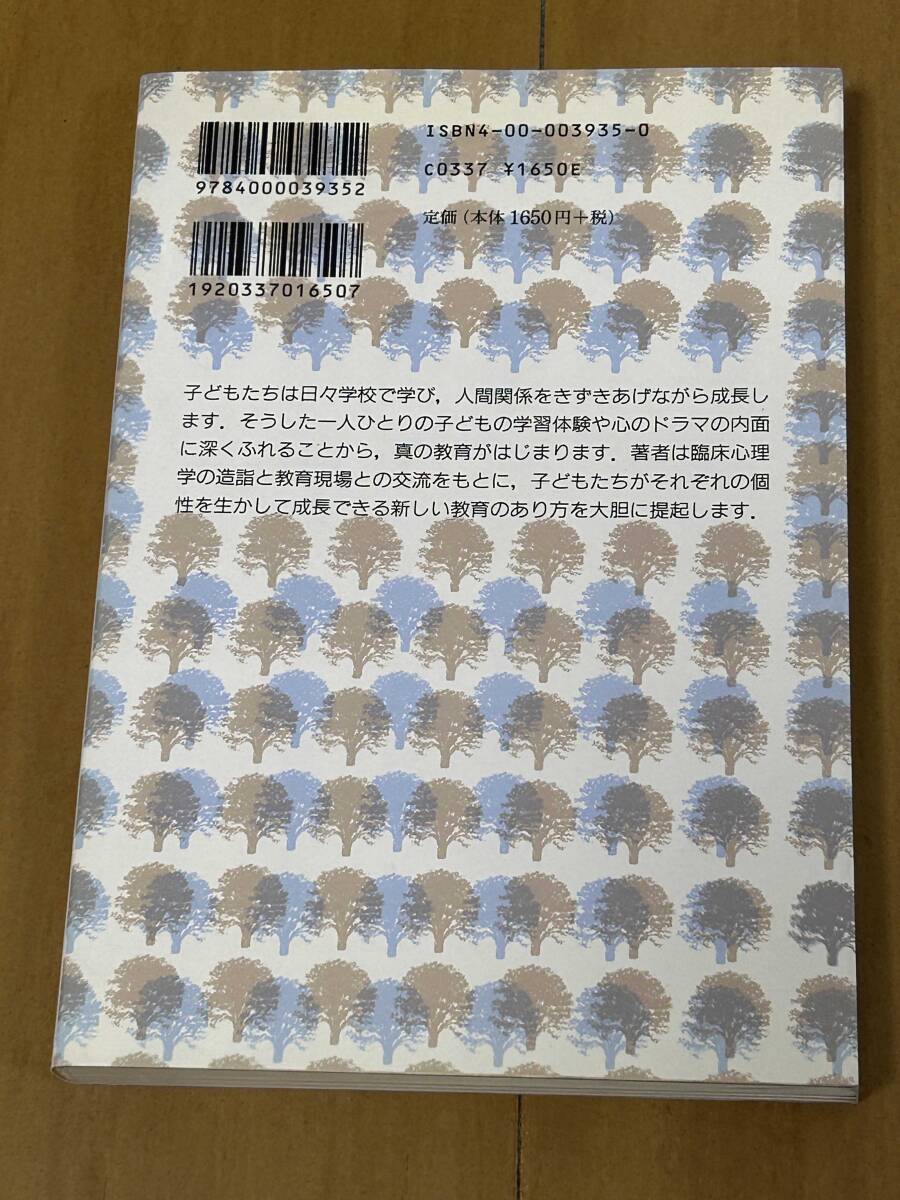 ISBN4-00-003935-0
9784000039352
C0337 ¥1650E
定価(本体1650円+税)
1920337016507
子どもたちは日々学校で学び,人間関係をきずきあげながら成長し
ます.そうした一人ひとりの子どもの学習体験や心のドラマの内面
に深くふれることから,真の教育がはじまります.著者は臨床心理
学の造詣と教育現場との交流をもとに,子どもたちがそれぞれの個
性を生かして成長できる新しい教育のあり方を大胆に提起します.